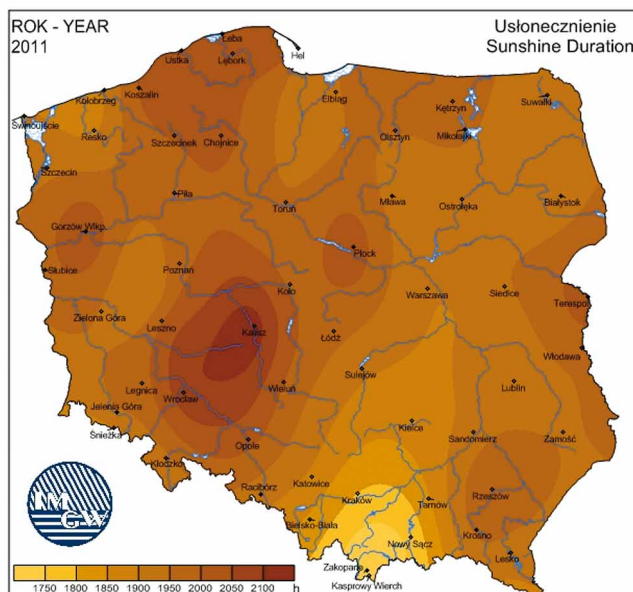 ROK - YEAR
2011
Usłonecznienie
Sunshine Duration
Łeba
Ustka
Lębork
Hel
Koszalin
Kołobrzeg
Elbląg
Kętrzyn
Suwałki
Świnoujście
Resko
Szczecinek
Chojnice
Olsztyn
Mikołajki
Szczecin
Piła
Toruń
Mława
Ostrołęka
Białystok
Gorzów Wlkp.
Płock
Słubice
Poznań
Koło
Warszawa
Siedlce
Terespol
Zielona Góra
Leszno
Kalisz
Łódź
Włodawa
Sulejów
Legnica
Wrocław
Wieluń
Lublin
Jelenia Góra
Śnieżka
Opole
Kielce
Sandomierz
Zamość
Kłodzko
Racibórz
Katowice
Kraków
Tarnów
Rzeszów
Bielsko-Biała
Nowy Sącz
Krosno
Lesko
Zakopane
Kasprowy Wierch
IM
GW
1750 1800 1850 1900 1950 2000 2050 2100 h